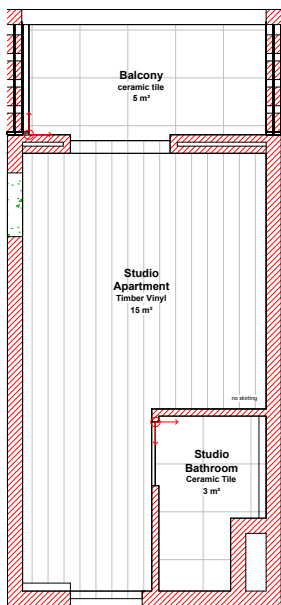 Balcony
ceramic tile
5 m²
Studio
Apartment
Timber Vinyl
15 m²
no skirting
Studio
Bathroom
Ceramic Tile
3 m²